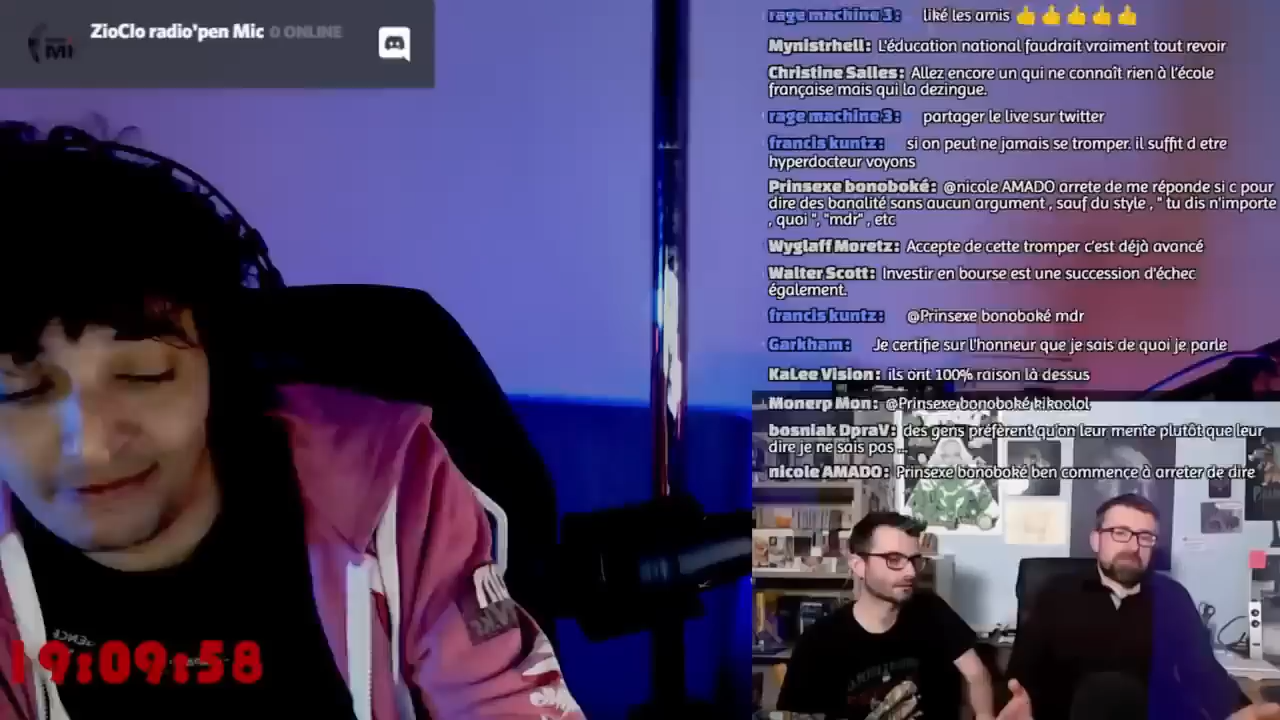 ZioClo radio'pen Mic 0 ONLINE
MI
rage machine 3: liké les amis 👍👍👍👍👍
Mynistrhell: L'éducation national faudrait vraiment tout revoir
Christine Salles: Allez encore un qui ne connaît rien à l'école
française mais qui la dezingue.
rage machine 3: partager le live sur twitter
francis kuntz: si on peut ne jamais se tromper. il suffit d etre
hyperdocteur voyons
Prinsexe bonoboké: @nicole AMADO arrete de me réponde si c pour
dire des banalité sans aucun argument , sauf du style , " tu dis n'importe
, quoi ", "mdr" , etc
Wyglaff Moretz: Accepte de cette tromper c'est déjà avancé
Walter Scott: Investir en bourse est une succession d'échec
également.
francis kuntz: @Prinsexe bonoboké mdr
Garkham: Je certifie sur l'honneur que je sais de quoi je parle
KaLee Vision: ils ont 100% raison là dessus
Monerp Mon: @Prinsexe bonoboké kikoolol
bosniak DpraV: des gens préfèrent qu'on leur mente plutôt que leur
dire je ne sais pas ...
nicole AMADO: Prinsexe bonoboké ben commence à arreter de dire
19:09:58